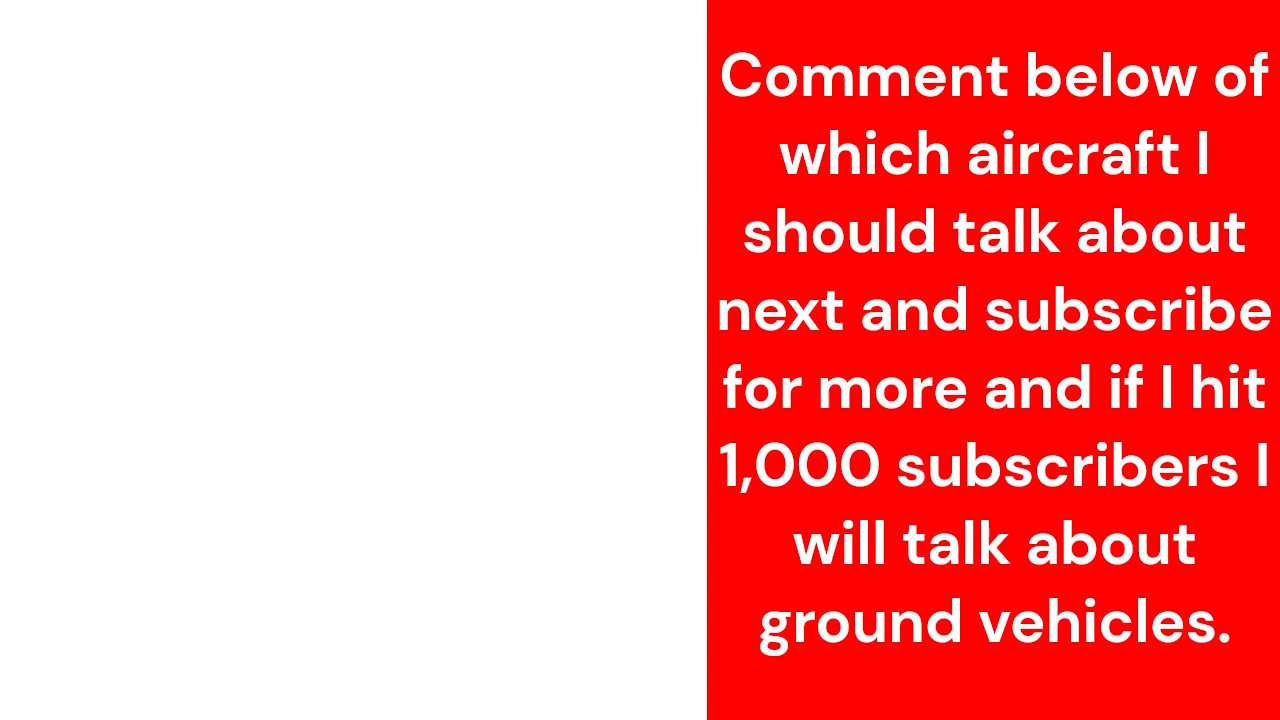 Comment below of
which aircraft I
should talk about
next and subscribe
for more and if I hit
1,000 subscribers I
will talk about
ground vehicles.